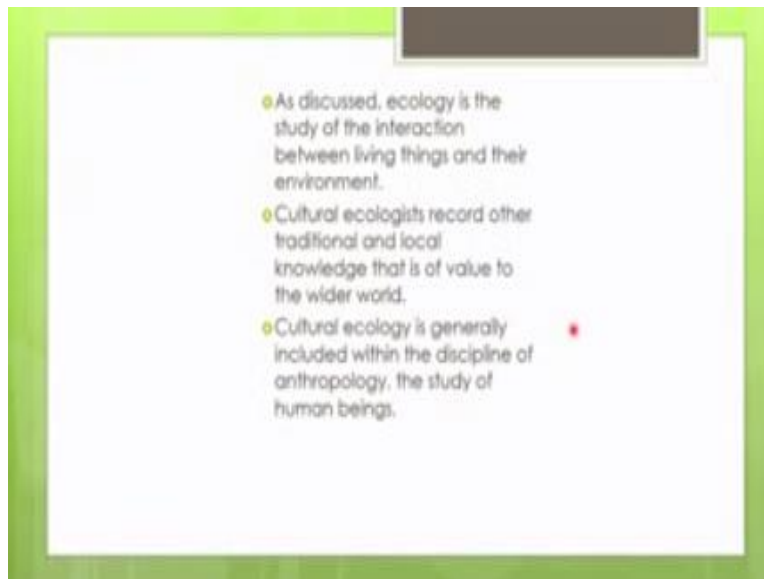 As discussed, ecology is the
study of the interaction
between living things and their
environment.
Cultural ecologists record other
traditional and local
knowledge that is of value to
the wider world.
Cultural ecology is generally
included within the discipline of
anthropology, the study of
human beings.